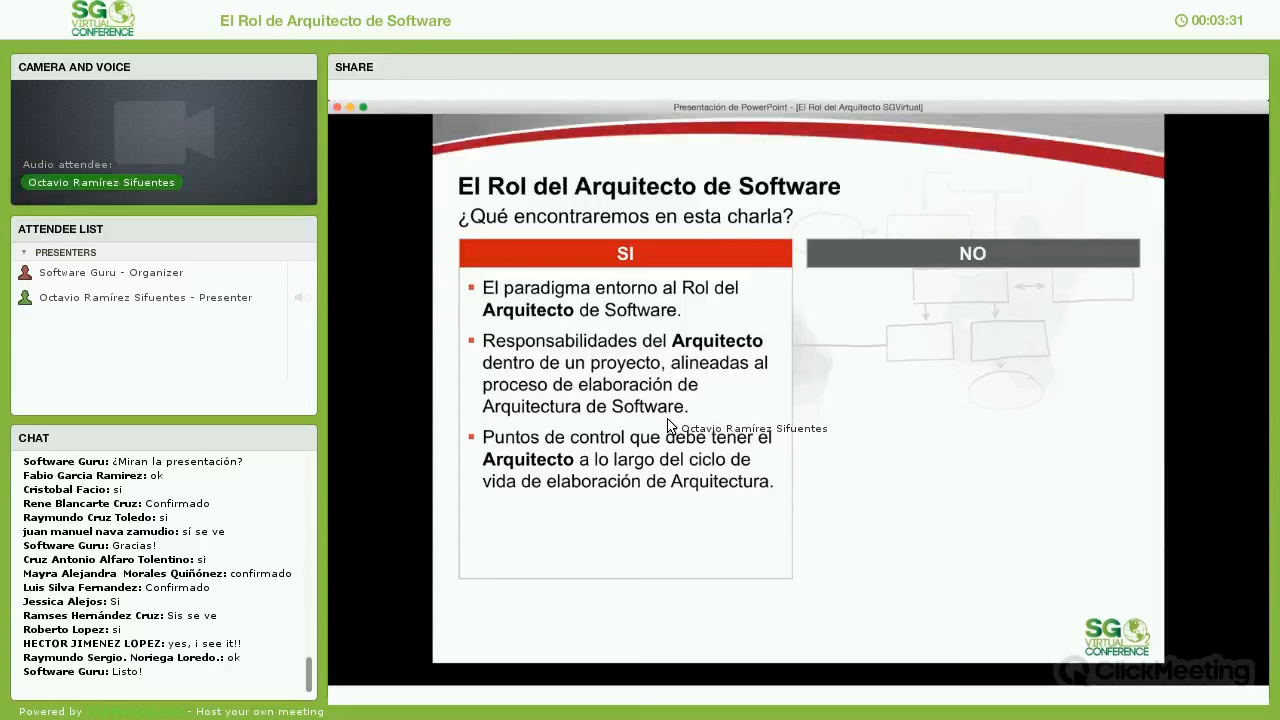 SG
VIRTUAL
CONFERENCE
El Rol de Arquitecto de Software
00:03:31
CAMERA AND VOICE
Audio attendee:
Octavio Ramírez Sifuentes
ATTENDEE LIST
PRESENTERS
Software Guru - Organizer
Octavio Ramírez Sifuentes - Presenter
CHAT
Software Guru: ¿Miran la presentación?
Fabio Garcia Ramirez: ok
Cristobal Facio: si
Rene Blancarte Cruz: Confirmado
Raymundo Cruz Toledo: si
juan manuel nava zamudio: sí se ve
Software Guru: Gracias!
Cruz Antonio Alfaro Tolentino: si
Mayra Alejandra Morales Quiñónez: confirmado
Luis Silva Fernandez: Confirmado
Jessica Alejos: Si
Ramses Hernández Cruz: Sis se ve
Roberto Lopez: si
HECTOR JIMENEZ LOPEZ: yes, i see it!!
Raymundo Sergio. Noriega Loredo.: ok
Software Guru: Listo!
Powered by - Host your own meeting
SHARE
Presentación de PowerPoint - [El Rol del Arquitecto SGVirtual]
El Rol del Arquitecto de Software
¿Qué encontraremos en esta charla?
SI
NO
El paradigma entorno al Rol del
Arquitecto de Software.
Responsabilidades del Arquitecto
dentro de un proyecto, alineadas al
proceso de elaboración de
Arquitectura de Software.
Octavio Ramírez Sifuentes
Puntos de control que debe tener el
Arquitecto a lo largo del ciclo de
vida de elaboración de Arquitectura.
SG
VIRTUAL
CONFERENCE
ClickMeeting